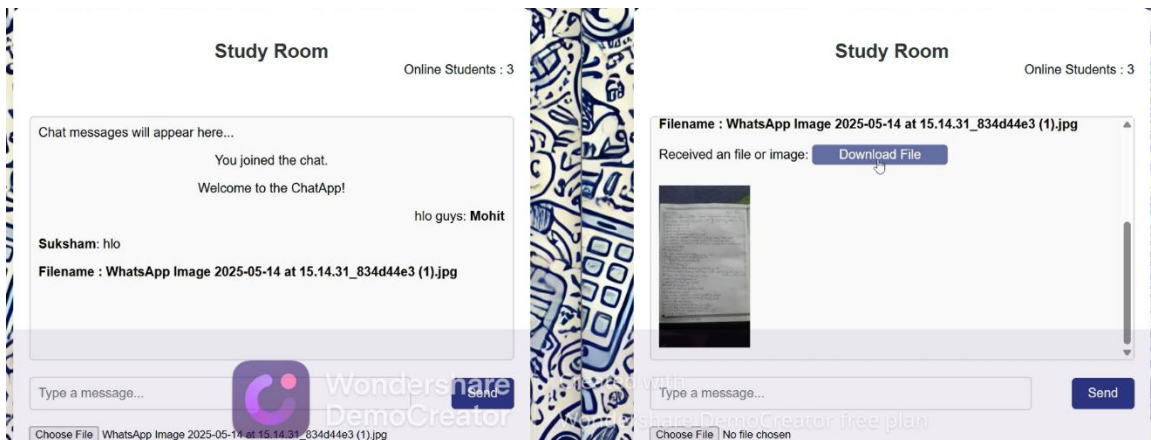 Study Room
Online Students : 3
Chat messages will appear here...
You joined the chat.
Welcome to the ChatApp!
hlo guys: Mohit
Suksham: hlo
Filename : WhatsApp Image 2025-05-14 at 15.14.31_834d44e3 (1).jpg
Type a message...
Send
Choose File WhatsApp Image 2025-05-14 at 15.14.31_834d44e3 (1).jpg
Wondershare
DemoCreator
Study Room
Online Students : 3
Filename : WhatsApp Image 2025-05-14 at 15.14.31_834d44e3 (1).jpg
Received an file or image: Download File
Type a message...
Send
Choose File No file chosen
Created with
Wondershare DemoCreator free plan